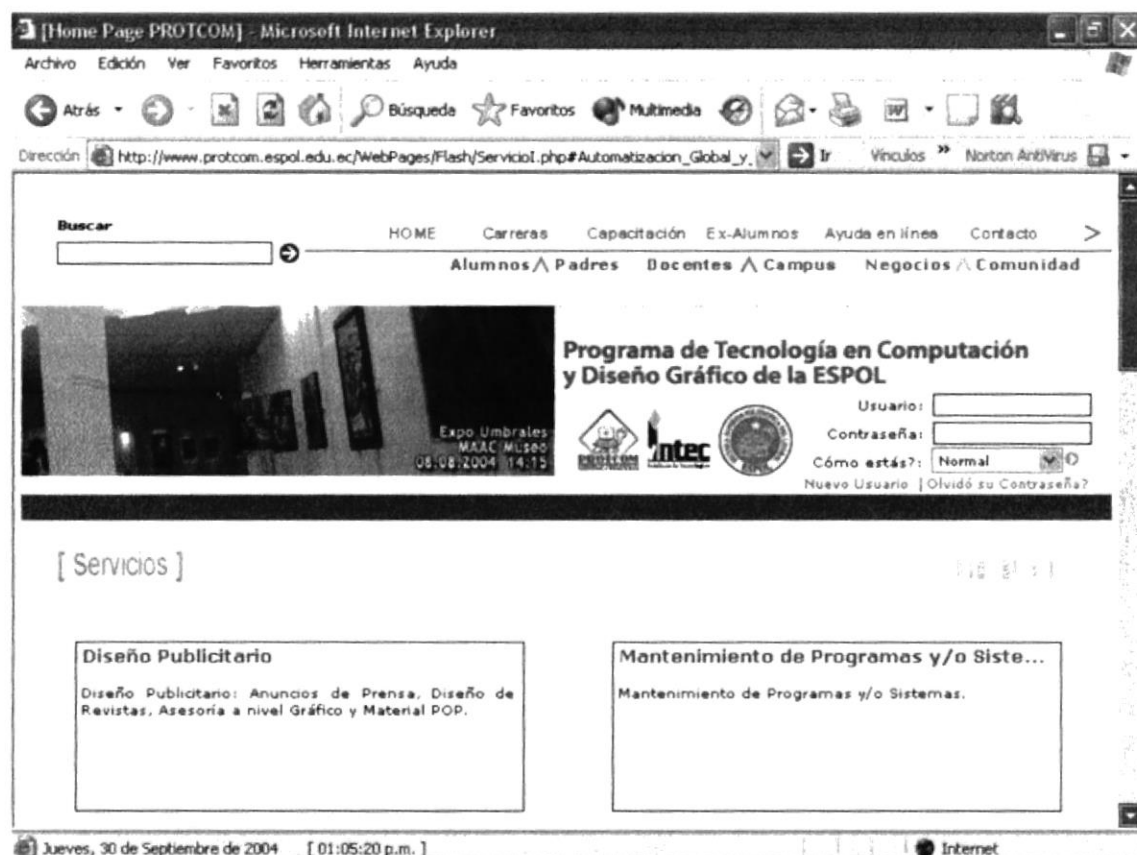 [Home Page PROTCOM] - Microsoft Internet Explorer
Archivo Edición Ver Favoritos Herramientas Ayuda
Atrás Búsqueda Favoritos Multimedia
Dirección http://www.protcom.espol.edu.ec/WebPages/Flash/ServicioI.php#Automatizacion_Global_y_ Ir Vínculos » Norton AntiVirus
Buscar
HOME Carreras Capacitación Ex-Alumnos Ayuda en línea Contacto >
Alumnos Λ Padres Docentes Λ Campus Negocios Λ Comunidad
Expo Umbrales
MAAC Museo
08.08.2004 14:15
Programa de Tecnología en Computación
y Diseño Gráfico de la ESPOL
PROTCOM intec ESPOL
Usuario:
Contraseña:
Cómo estás?: Normal
Nuevo Usuario | Olvidó su Contraseña?
[ Servicios ]
Diseño Publicitario
Diseño Publicitario: Anuncios de Prensa, Diseño de
Revistas, Asesoría a nivel Gráfico y Material POP.
Mantenimiento de Programas y/o Siste...
Mantenimiento de Programas y/o Sistemas.
Jueves, 30 de Septiembre de 2004 [ 01:05:20 p.m. ] Internet